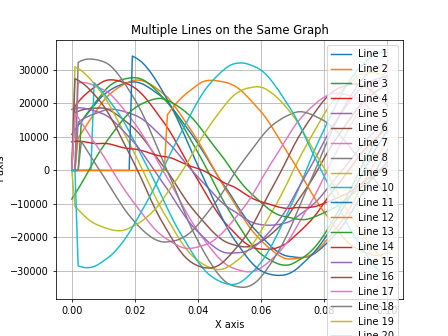 Multiple Lines on the Same Graph
30000
20000
10000
0
−10000
−20000
−30000
0.00
0.02
0.04
0.06
X axis
Line 1
Line 2
Line 3
Line 4
Line 5
Line 6
Line 7
Line 8
Line 9
Line 10
Line 11
Line 12
Line 13
Line 14
Line 15
Line 16
Line 17
Line 18
Line 19
Line 20